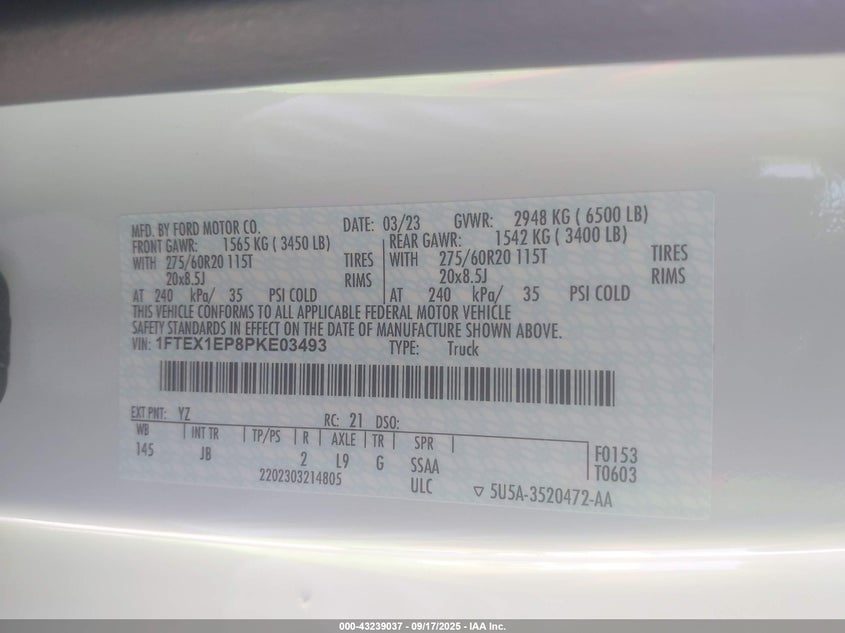 MFD. BY FORD MOTOR CO. DATE: 03/23 GVWR: 2948 KG ( 6500 LB)
FRONT GAWR: 1565 KG ( 3450 LB) REAR GAWR: 1542 KG ( 3400 LB)
WITH 275/60R20 115T TIRES WITH 275/60R20 115T TIRES
20x8.5J RIMS 20x8.5J RIMS
AT 240 kPa/ 35 PSI COLD AT 240 kPa/ 35 PSI COLD
THIS VEHICLE CONFORMS TO ALL APPLICABLE FEDERAL MOTOR VEHICLE
SAFETY STANDARDS IN EFFECT ON THE DATE OF MANUFACTURE SHOWN ABOVE.
VIN: 1FTEX1EP8PKE03493 TYPE: Truck
EXT PNT: YZ RC: 21 DSO:
WB INT TR TP/PS R AXLE TR SPR
145 JB 2 L9 G SSAA F0153
2202303214805 ULC T0603
▽ 5U5A-3520472-AA
000-43239037 - 09/17/2025 - IAA Inc.